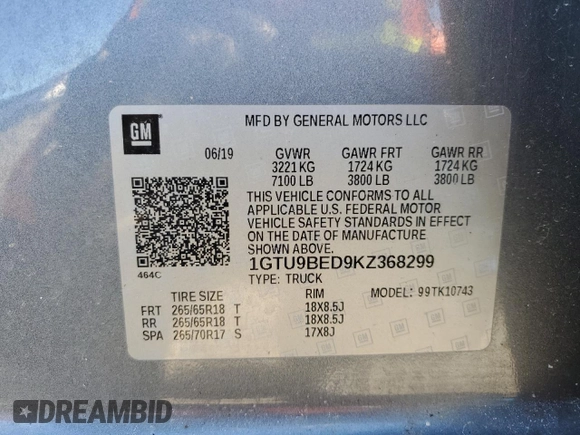 GM
MFD BY GENERAL MOTORS LLC
06/19 GVWR GAWR FRT GAWR RR
3221 KG 1724 KG 1724 KG
7100 LB 3800 LB 3800 LB
THIS VEHICLE CONFORMS TO ALL
APPLICABLE U.S. FEDERAL MOTOR
VEHICLE SAFETY STANDARDS IN EFFECT
ON THE DATE OF MANUFACTURE
SHOWN ABOVE.
464C
1GTU9BED9KZ368299
TYPE: TRUCK
TIRE SIZE RIM MODEL: 99TK10743
FRT 265/65R18 T 18X8.5J
RR 265/65R18 T 18X8.5J
SPA 265/70R17 S 17X8J
DREAMBID